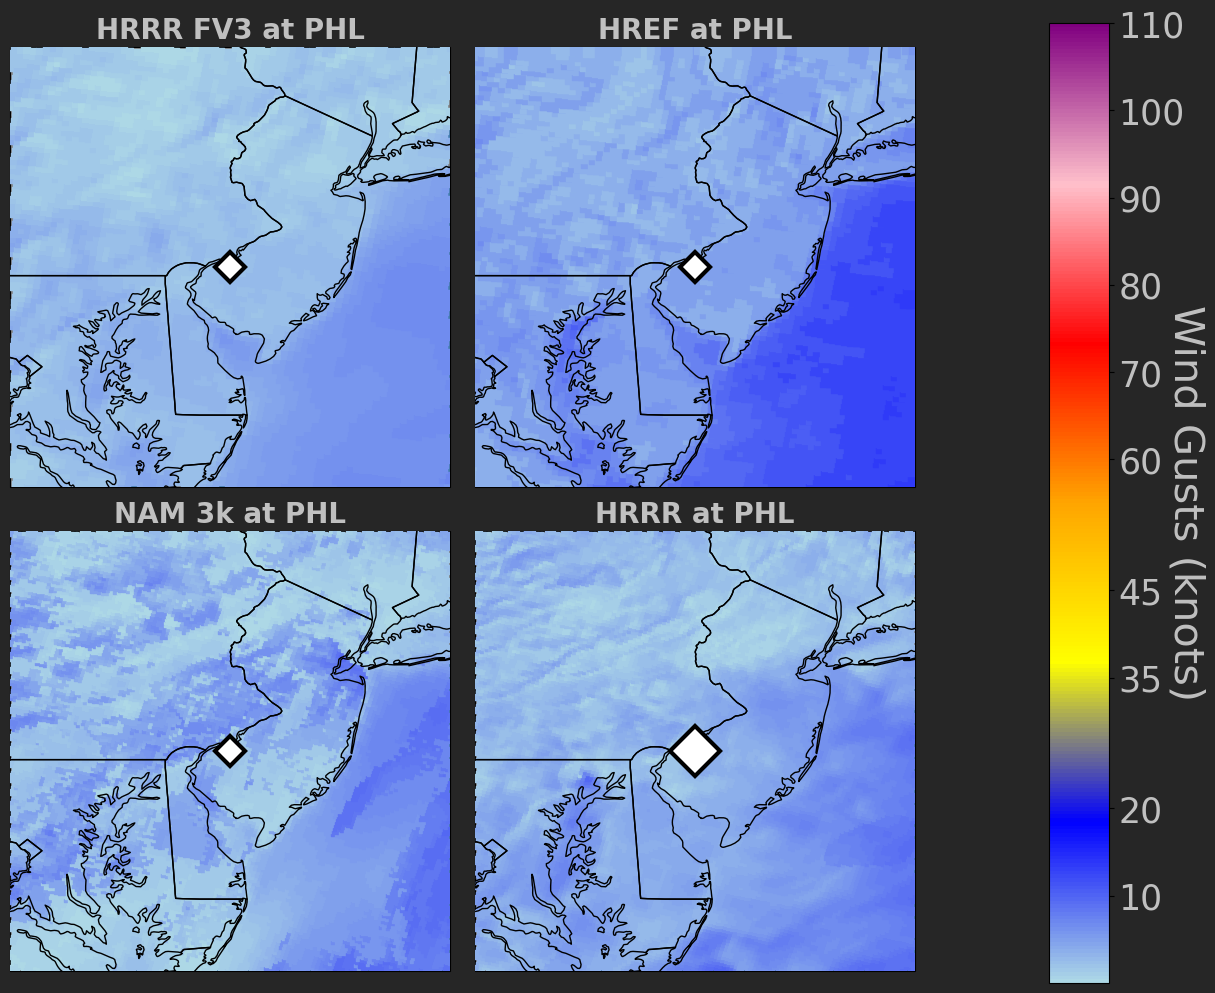 HRRR FV3 at PHL
HREF at PHL
NAM 3k at PHL
HRRR at PHL
110
100
90
80
70
60
45
35
20
10
Wind Gusts (knots)